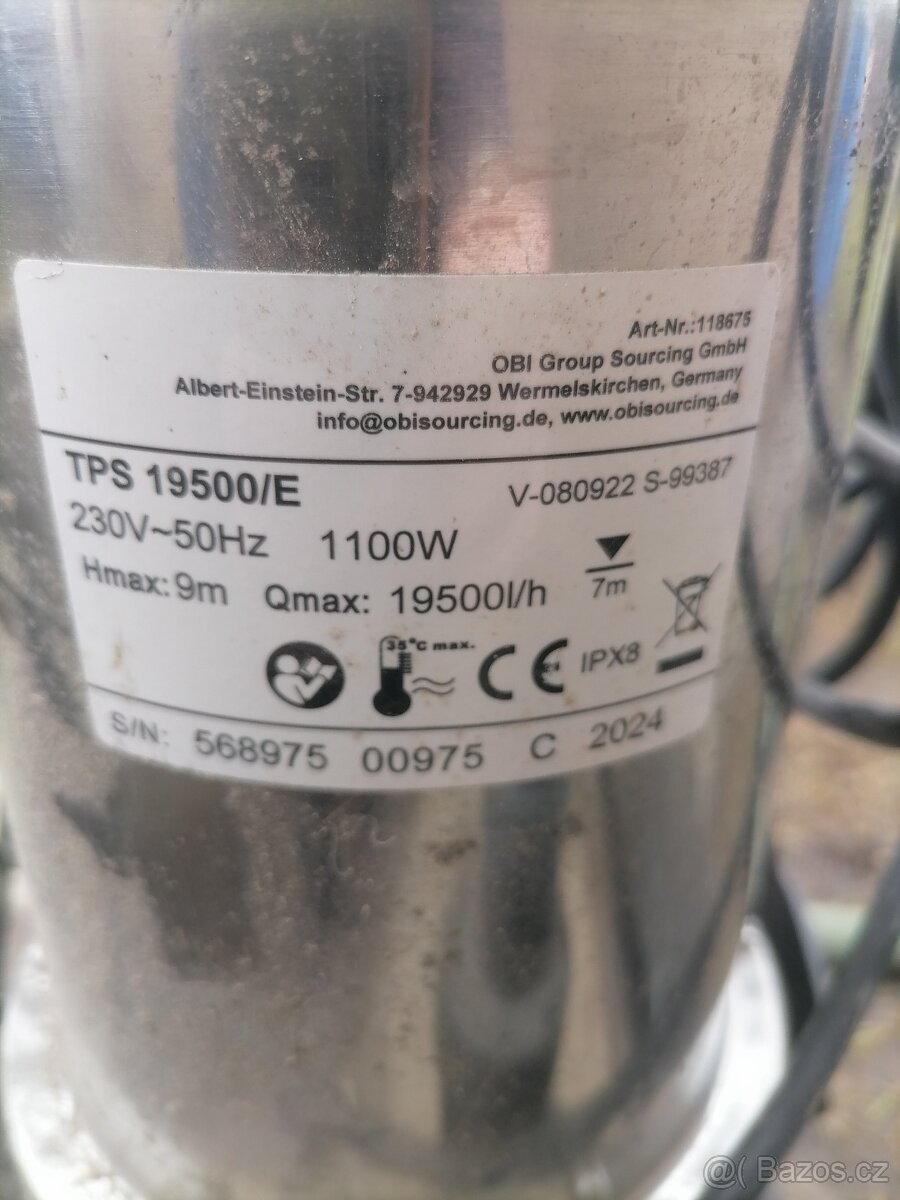 Art-Nr.:118675
OBI Group Sourcing GmbH
Albert-Einstein-Str. 7-942929 Wermelskirchen, Germany
info@obisourcing.de, www.obisourcing.de
TPS 19500/E
V-080922 S-99387
230V~50Hz 1100W
Hmax: 9m Qmax: 19500l/h 7m
35°C max.
CE IPX8
S/N: 568975 00975 C 2024
@( Bazos.cz